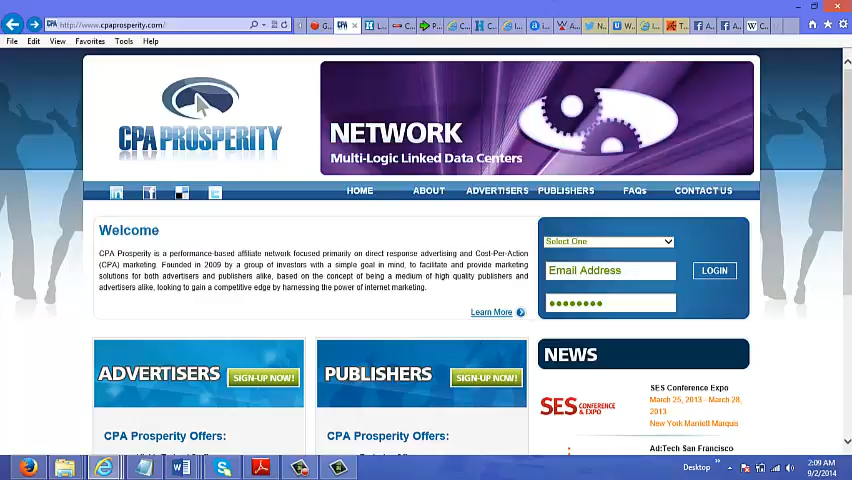 http://www.cpaprosperity.com/
CPA
File Edit View Favorites Tools Help
CPA PROSPERITY
NETWORK
Multi-Logic Linked Data Centers
HOME ABOUT ADVERTISERS PUBLISHERS FAQs CONTACT US
Welcome
CPA Prosperity is a performance-based affiliate network focused primarily on direct response advertising and Cost-Per-Action
(CPA) marketing. Founded in 2009 by a group of investors with a simple goal in mind, to facilitate and provide marketing
solutions for both advertisers and publishers alike, based on the concept of being a medium of high quality publishers and
advertisers alike, looking to gain a competitive edge by harnessing the power of internet marketing.
Learn More
Select One
Email Address
LOGIN
ADVERTISERS SIGN-UP NOW!
PUBLISHERS SIGN-UP NOW!
CPA Prosperity Offers:
CPA Prosperity Offers:
NEWS
SES CONFERENCE & EXPO
SES Conference Expo
March 25, 2013 - March 28,
2013
New York Marriott Marquis
Ad:Tech San Francisco
Desktop
2:09 AM
9/2/2014